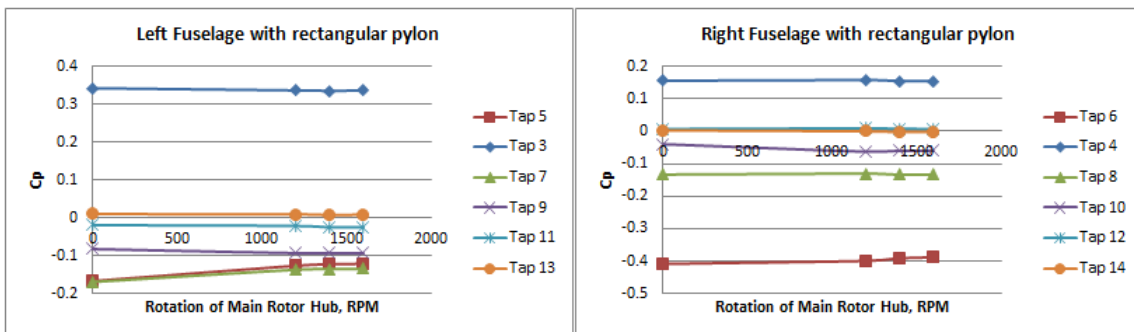 Left Fuselage with rectangular pylon
0.4
0.3
0.2
0.1
0
-0.1
-0.2
Cp
0
500
1000
1500
2000
Rotation of Main Rotor Hub, RPM
Tap 5
Tap 3
Tap 7
Tap 9
Tap 11
Tap 13
Right Fuselage with rectangular pylon
0.2
0.1
0
-0.1
-0.2
-0.3
-0.4
-0.5
Cp
0
500
1000
1500
2000
Rotation of Main Rotor Hub, RPM
Tap 6
Tap 4
Tap 8
Tap 10
Tap 12
Tap 14